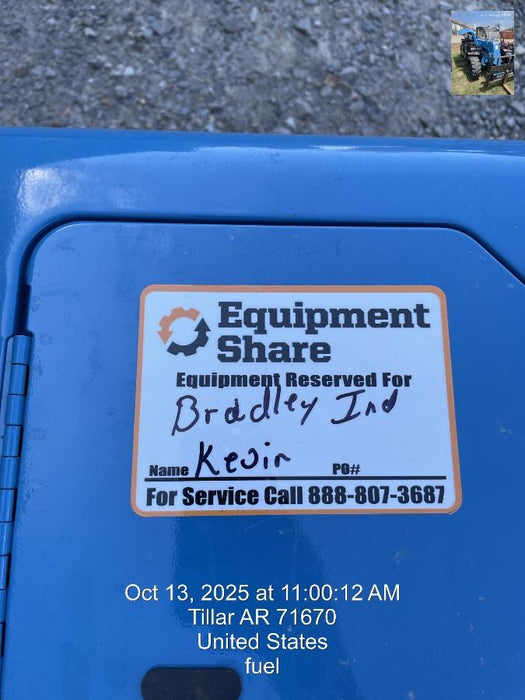 Equipment
Share
Equipment Reserved For
Bradley Ind
Name Kevin PO#
For Service Call 888-807-3687
Oct 13, 2025 at 11:00:12 AM
Tillar AR 71670
United States
fuel